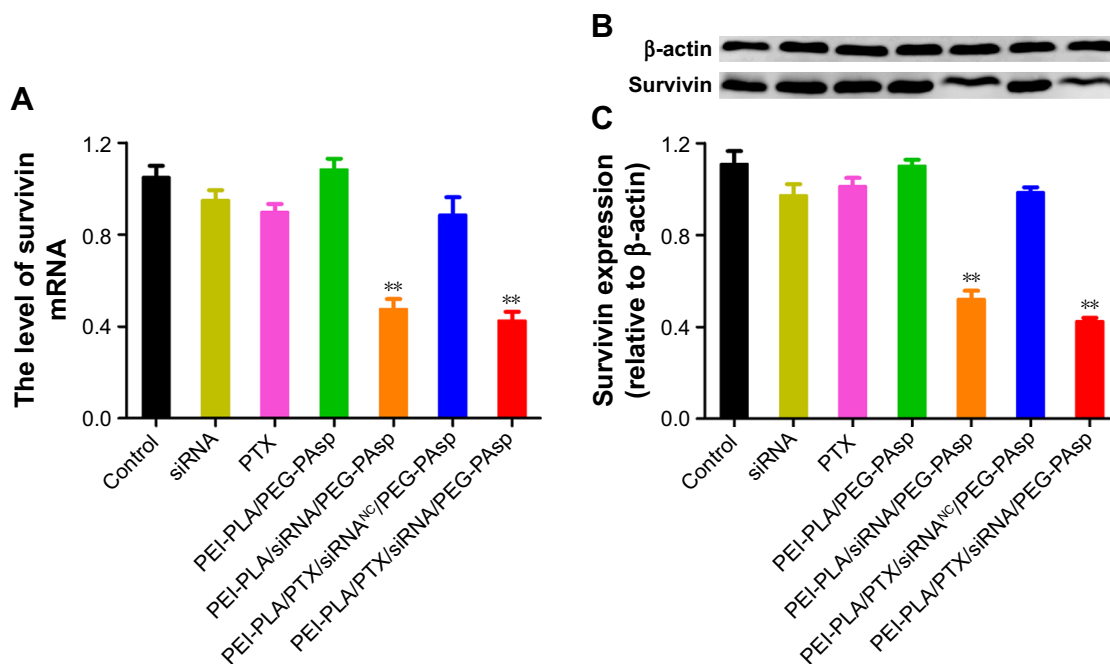 B
β-actin
Survivin
A
The level of survivin
mRNA
1.2
0.8
0.4
0.0
**
**
Control
siRNA
PTX
PEI-PLA/PEG-PAsp
PEI-PLA/siRNA/PEG-PAsp
PEI-PLA/PTX/siRNA^NC/PEG-PAsp
PEI-PLA/PTX/siRNA/PEG-PAsp
C
Survivin expression
(relative to β-actin)
1.2
0.8
0.4
0.0
**
**
Control
siRNA
PTX
PEI-PLA/PEG-PAsp
PEI-PLA/siRNA/PEG-PAsp
PEI-PLA/PTX/siRNA^NC/PEG-PAsp
PEI-PLA/PTX/siRNA/PEG-PAsp